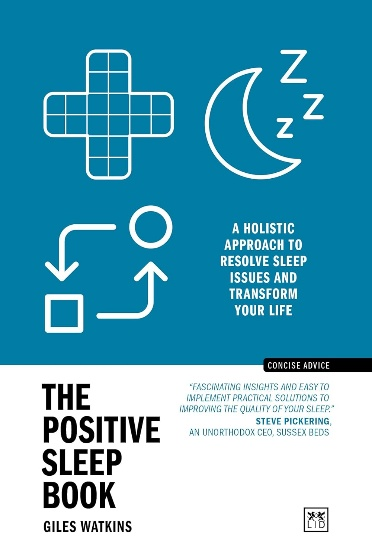 Z
Z
Z
A HOLISTIC
APPROACH TO
RESOLVE SLEEP
ISSUES AND
TRANSFORM
YOUR LIFE
CONCISE ADVICE
THE
POSITIVE
SLEEP
BOOK
GILES WATKINS
"FASCINATING INSIGHTS AND EASY TO
IMPLEMENT PRACTICAL SOLUTIONS TO
IMPROVING THE QUALITY OF YOUR SLEEP."
STEVE PICKERING,
AN UNORTHODOX CEO, SUSSEX BEDS
LID